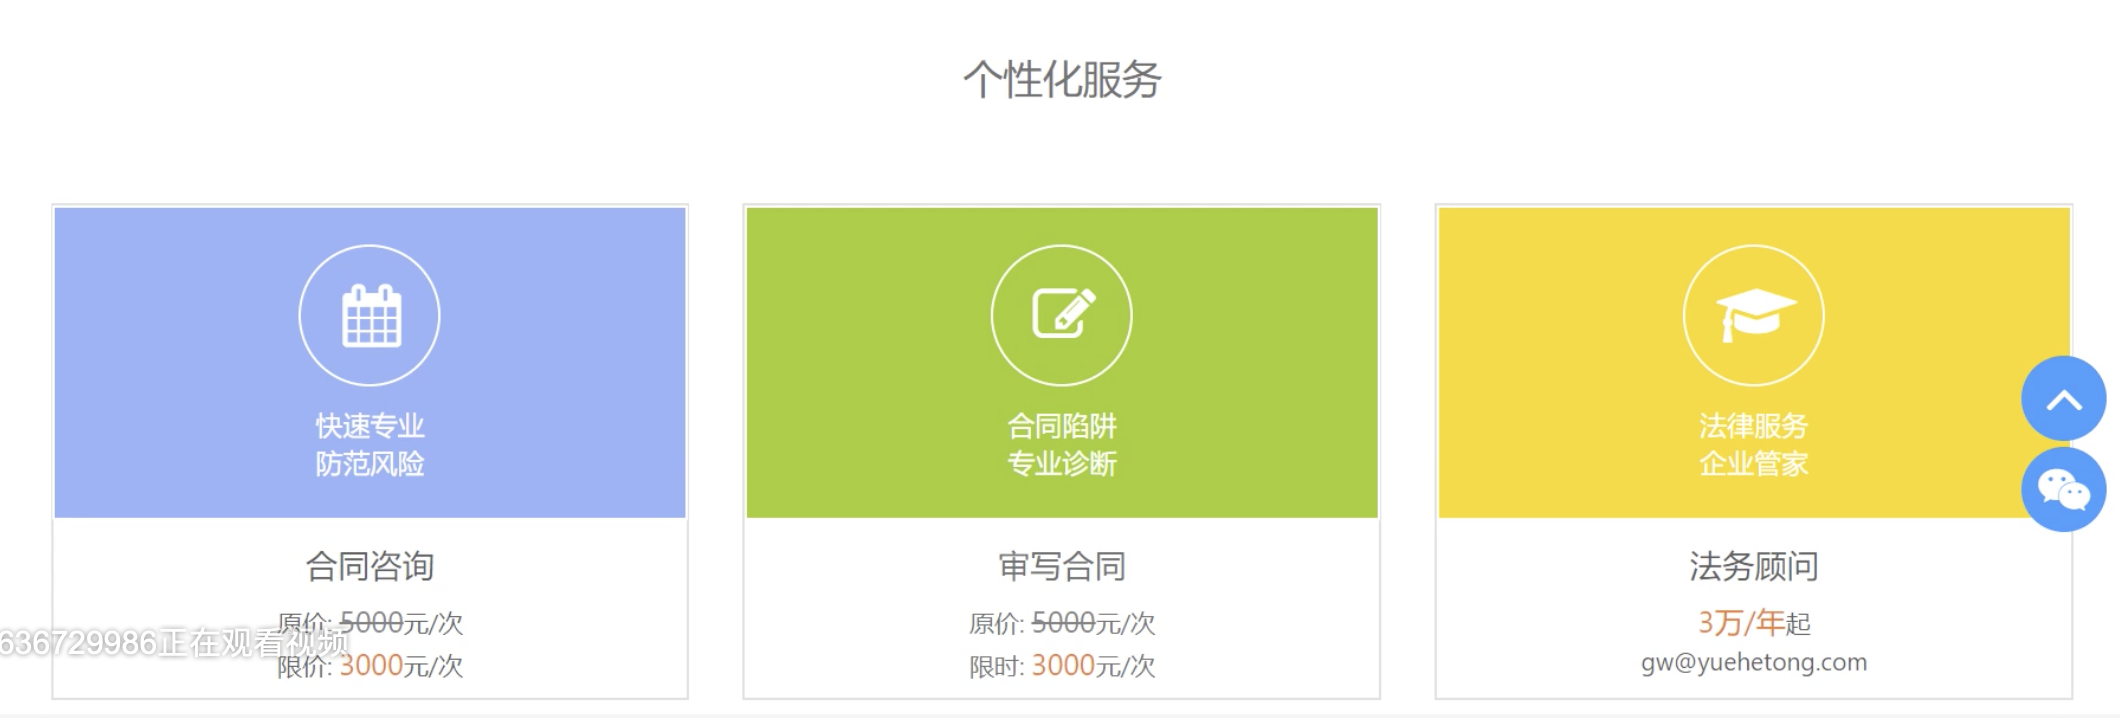 个性化服务
快速专业
防范风险
合同咨询
原价: 5000元/次
限价: 3000元/次
合同陷阱
专业诊断
审写合同
原价: 5000元/次
限时: 3000元/次
法律服务
企业管家
法务顾问
3万/年起
gw@yuehetong.com
636729986正在观看视频